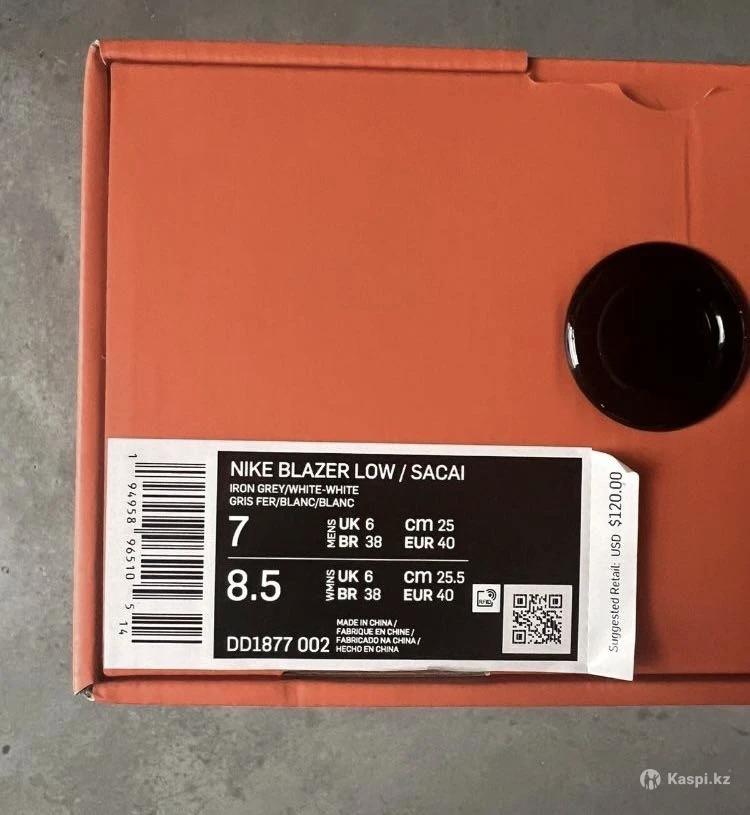 NIKE BLAZER LOW / SACAI
IRON GREY/WHITE-WHITE
GRIS FER/BLANC/BLANC
7 MENS UK 6 cm 25
BR 38 EUR 40
8.5 WMNS UK 6 cm 25.5
BR 38 EUR 40
DD1877 002
MADE IN CHINA /
FABRIQUE EN CHINE /
FABRICADO NA CHINA /
HECHO EN CHINA
1 94958 96510 5 14
Suggested Retail: USD $120.00
Kaspi.kz